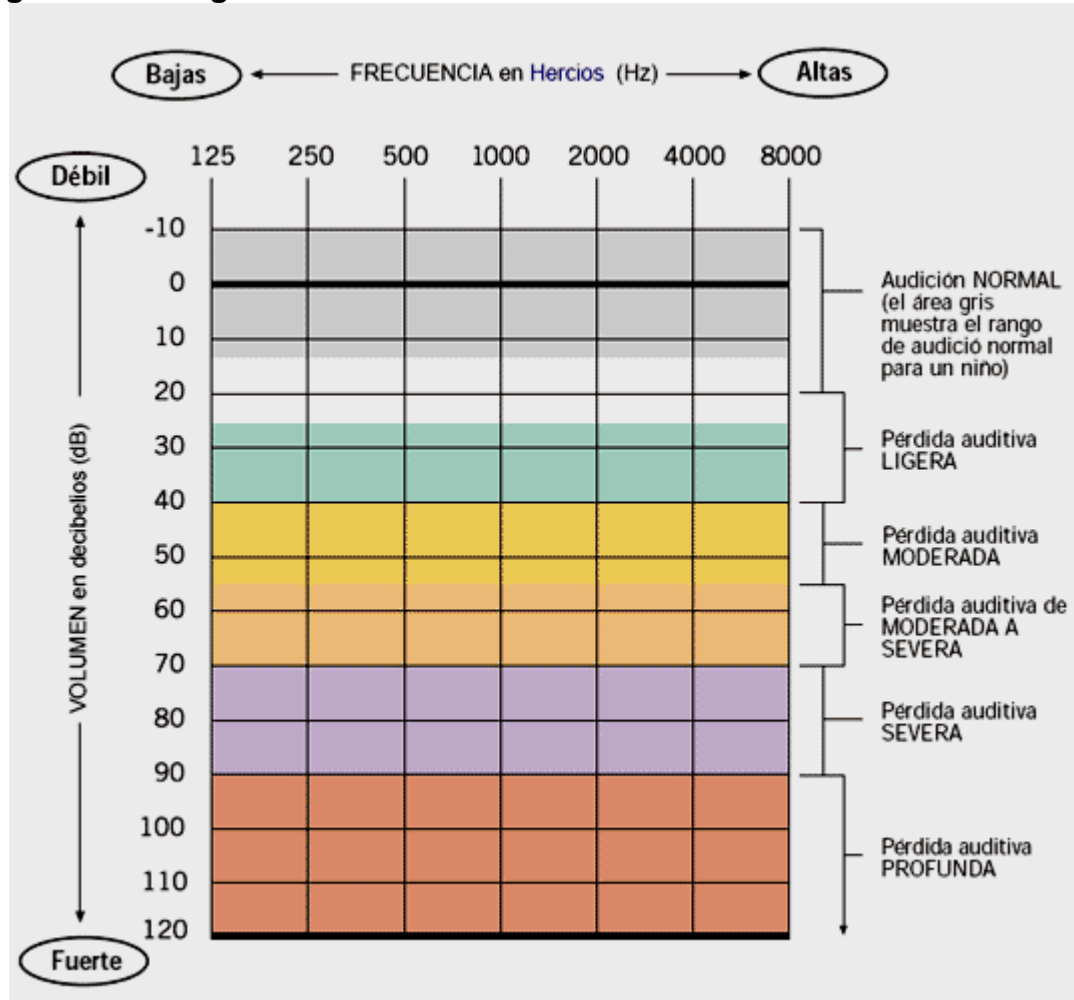 Bajas FRECUENCIA en Hercios (Hz) Altas
125 250 500 1000 2000 4000 8000
Débil
-10
0
10
20
30
40
50
60
70
80
90
100
110
120
Fuerte
VOLUMEN en decibelios (dB)
Audición NORMAL
(el área gris
muestra el rango
de audició normal
para un niño)
Pérdida auditiva
LIGERA
Pérdida auditiva
MODERADA
Pérdida auditiva de
MODERADA A
SEVERA
Pérdida auditiva
SEVERA
Pérdida auditiva
PROFUNDA